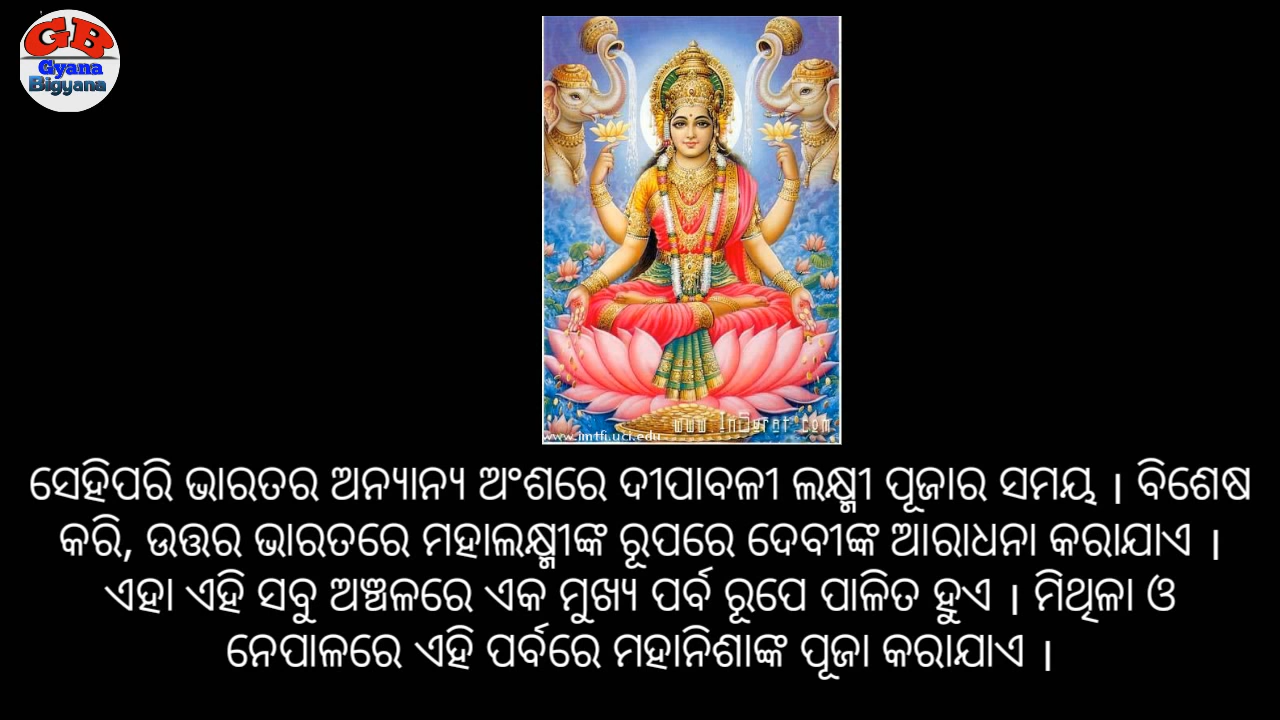 GB
Gyana
Bigyana
www.InSurat.com
www.imtfi.uci.edu
ସେହିପରି ଭାରତର ଅନ୍ୟାନ୍ୟ ଅଂଶରେ ଦୀପାବଳୀ ଲକ୍ଷ୍ମୀ ପୂଜାର ସମୟ । ବିଶେଷ
କରି, ଉତ୍ତର ଭାରତରେ ମହାଲକ୍ଷ୍ମୀଙ୍କ ରୂପରେ ଦେବୀଙ୍କ ଆରାଧନା କରାଯାଏ ।
ଏହା ଏହି ସବୁ ଅଞ୍ଚଳରେ ଏକ ମୁଖ୍ୟ ପର୍ବ ରୂପେ ପାଳିତ ହୁଏ । ମିଥିଳା ଓ
ନେପାଳରେ ଏହି ପର୍ବରେ ମହାନିଶାଙ୍କ ପୂଜା କରାଯାଏ ।